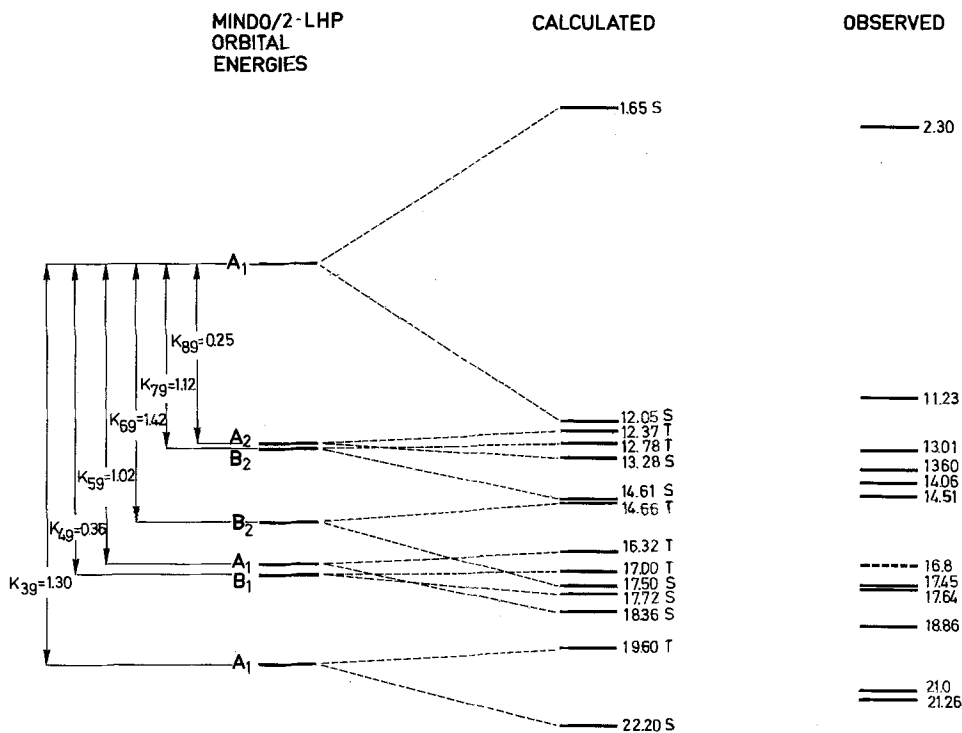 MINDO/2-LHP
ORBITAL
ENERGIES
CALCULATED
OBSERVED
1.65 S
2.30
A1
K89=0.25
K79=1.12
K69=1.42
K59=1.02
K49=0.36
K39=1.30
A2
B2
B2
A1
B1
A1
12.05 S
12.37 T
12.78 T
13.28 S
14.61 S
14.66 T
16.32 T
17.00 T
17.50 S
17.72 S
18.36 S
19.60 T
22.20 S
11.23
13.01
13.60
14.06
14.51
16.8
17.45
17.64
18.86
21.0
21.26